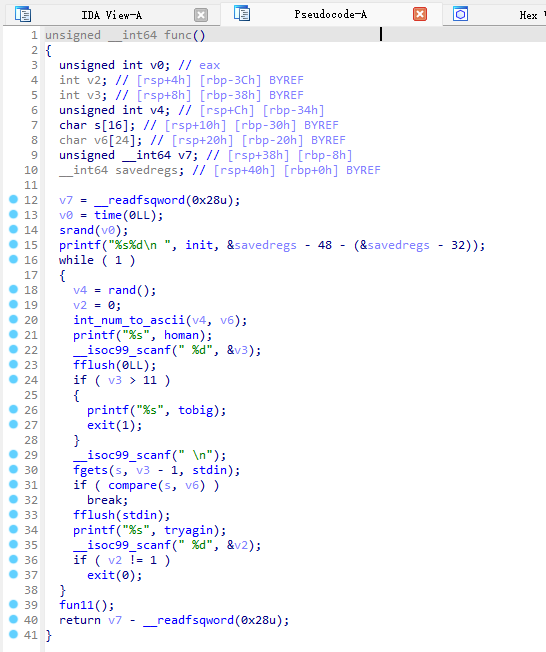 IDA View-A Pseudocode-A Hex
1 unsigned __int64 func()
2 {
3 unsigned int v0; // eax
4 int v2; // [rsp+4h] [rbp-3Ch] BYREF
5 int v3; // [rsp+8h] [rbp-38h] BYREF
6 unsigned int v4; // [rsp+Ch] [rbp-34h]
7 char s[16]; // [rsp+10h] [rbp-30h] BYREF
8 char v6[24]; // [rsp+20h] [rbp-20h] BYREF
9 unsigned __int64 v7; // [rsp+38h] [rbp-8h]
10 __int64 savedregs; // [rsp+40h] [rbp+0h] BYREF
11
12 v7 = __readfsqword(0x28u);
13 v0 = time(0LL);
14 srand(v0);
15 printf("%s%d\n ", init, &savedregs - 48 - (&savedregs - 32));
16 while ( 1 )
17 {
18 v4 = rand();
19 v2 = 0;
20 int_num_to_ascii(v4, v6);
21 printf("%s", homan);
22 __isoc99_scanf(" %d", &v3);
23 fflush(0LL);
24 if ( v3 > 11 )
25 {
26 printf("%s", tobig);
27 exit(1);
28 }
29 __isoc99_scanf(" \n");
30 fgets(s, v3 - 1, stdin);
31 if ( compare(s, v6) )
32 break;
33 fflush(stdin);
34 printf("%s", tryagin);
35 __isoc99_scanf(" %d", &v2);
36 if ( v2 != 1 )
37 exit(0);
38 }
39 fun11();
40 return v7 - __readfsqword(0x28u);
41 }